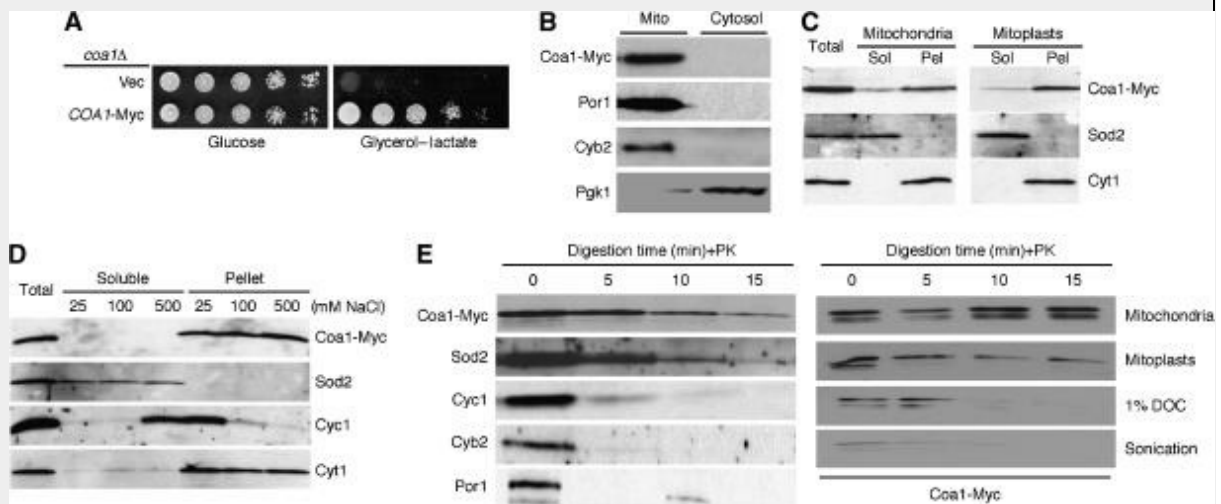 A
coa1Δ
Vec
COA1-Myc
Glucose
Glycerol–lactate
B
Mito Cytosol
Coa1-Myc
Por1
Cyb2
Pgk1
C
Mitochondria Mitoplasts
Total Sol Pel Sol Pel
Coa1-Myc
Sod2
Cyt1
D
Soluble Pellet
Total 25 100 500 25 100 500 (mM NaCl)
Coa1-Myc
Sod2
Cyc1
Cyt1
E
Digestion time (min)+PK
0 5 10 15
Coa1-Myc
Sod2
Cyc1
Cyb2
Por1
Digestion time (min)+PK
0 5 10 15
Mitochondria
Mitoplasts
1% DOC
Sonication
Coa1-Myc